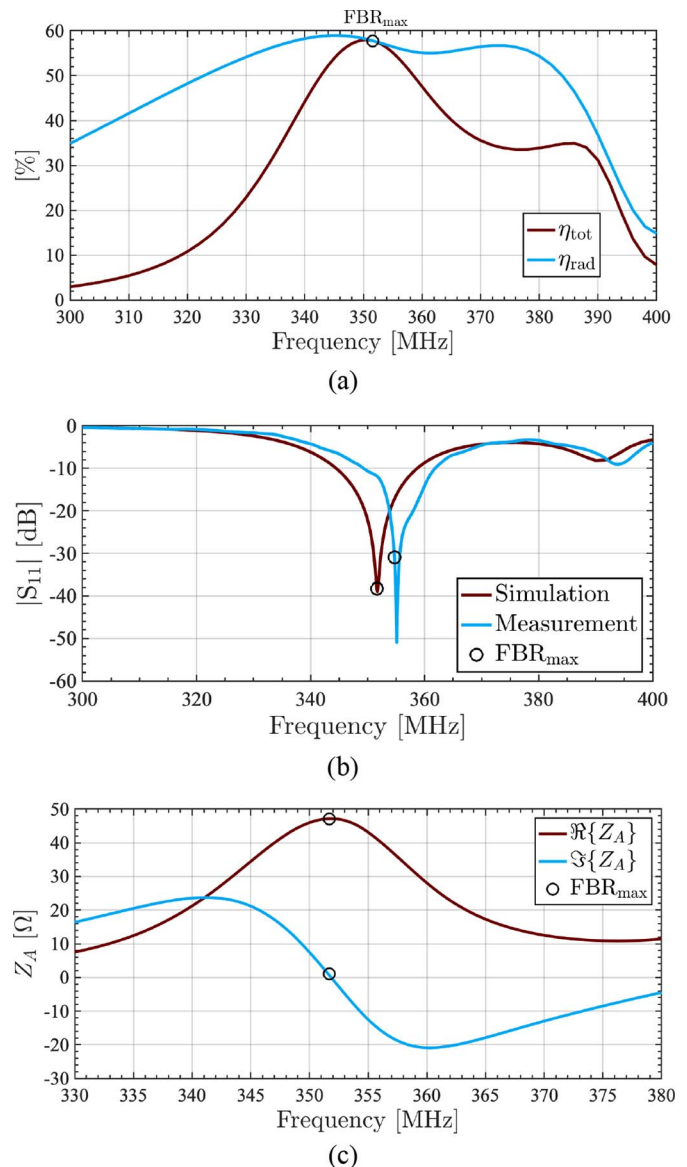 FBRmax
60
50
40
30
20
10
0
[%]
ηtot
ηrad
300 310 320 330 340 350 360 370 380 390 400
Frequency [MHz]
(a)
0
-10
-20
-30
-40
-50
-60
|S11| [dB]
Simulation
Measurement
FBRmax
300 320 340 360 380 400
Frequency [MHz]
(b)
50
40
30
20
10
0
-10
-20
-30
ZA [Ω]
ℜ{ZA}
ℑ{ZA}
FBRmax
330 335 340 345 350 355 360 365 370 375 380
Frequency [MHz]
(c)